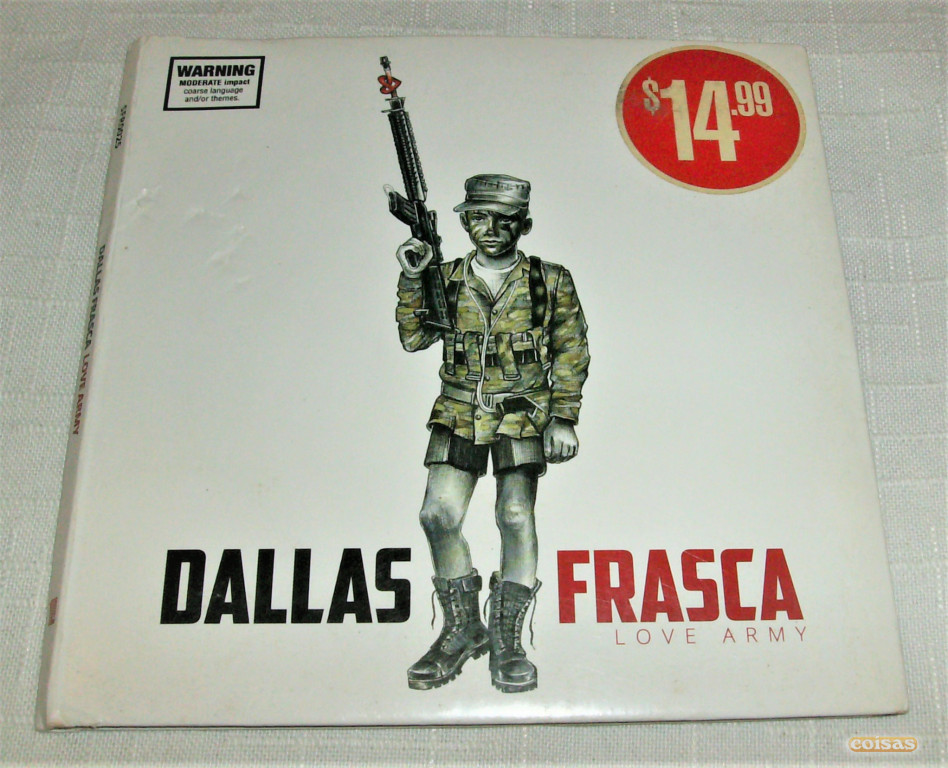 WARNING
MODERATE impact
coarse language
and/or themes.
$14.99
DALLAS FRASCA LOVE ARMY
DALLAS FRASCA
LOVE ARMY
coisas